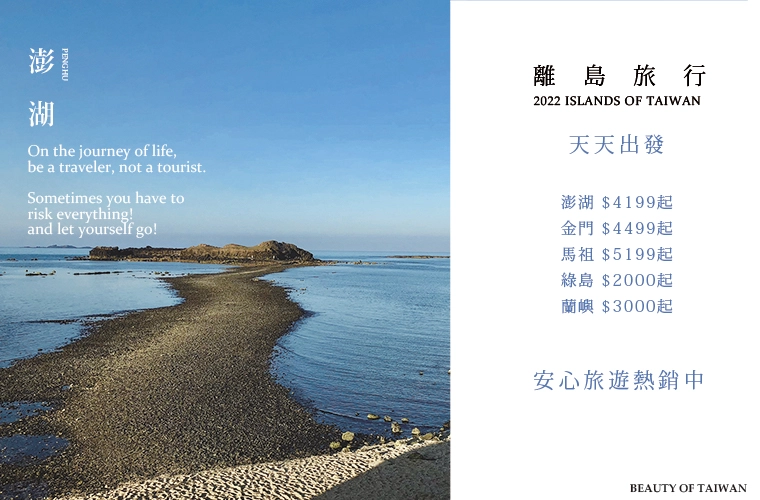 澎湖
PENGHU
On the journey of life,
be a traveler, not a tourist.
Sometimes you have to
risk everything!
and let yourself go!
離島旅行
2022 ISLANDS OF TAIWAN
天天出發
澎湖 $4199起
金門 $4499起
馬祖 $5199起
綠島 $2000起
蘭嶼 $3000起
安心旅遊熱銷中
BEAUTY OF TAIWAN